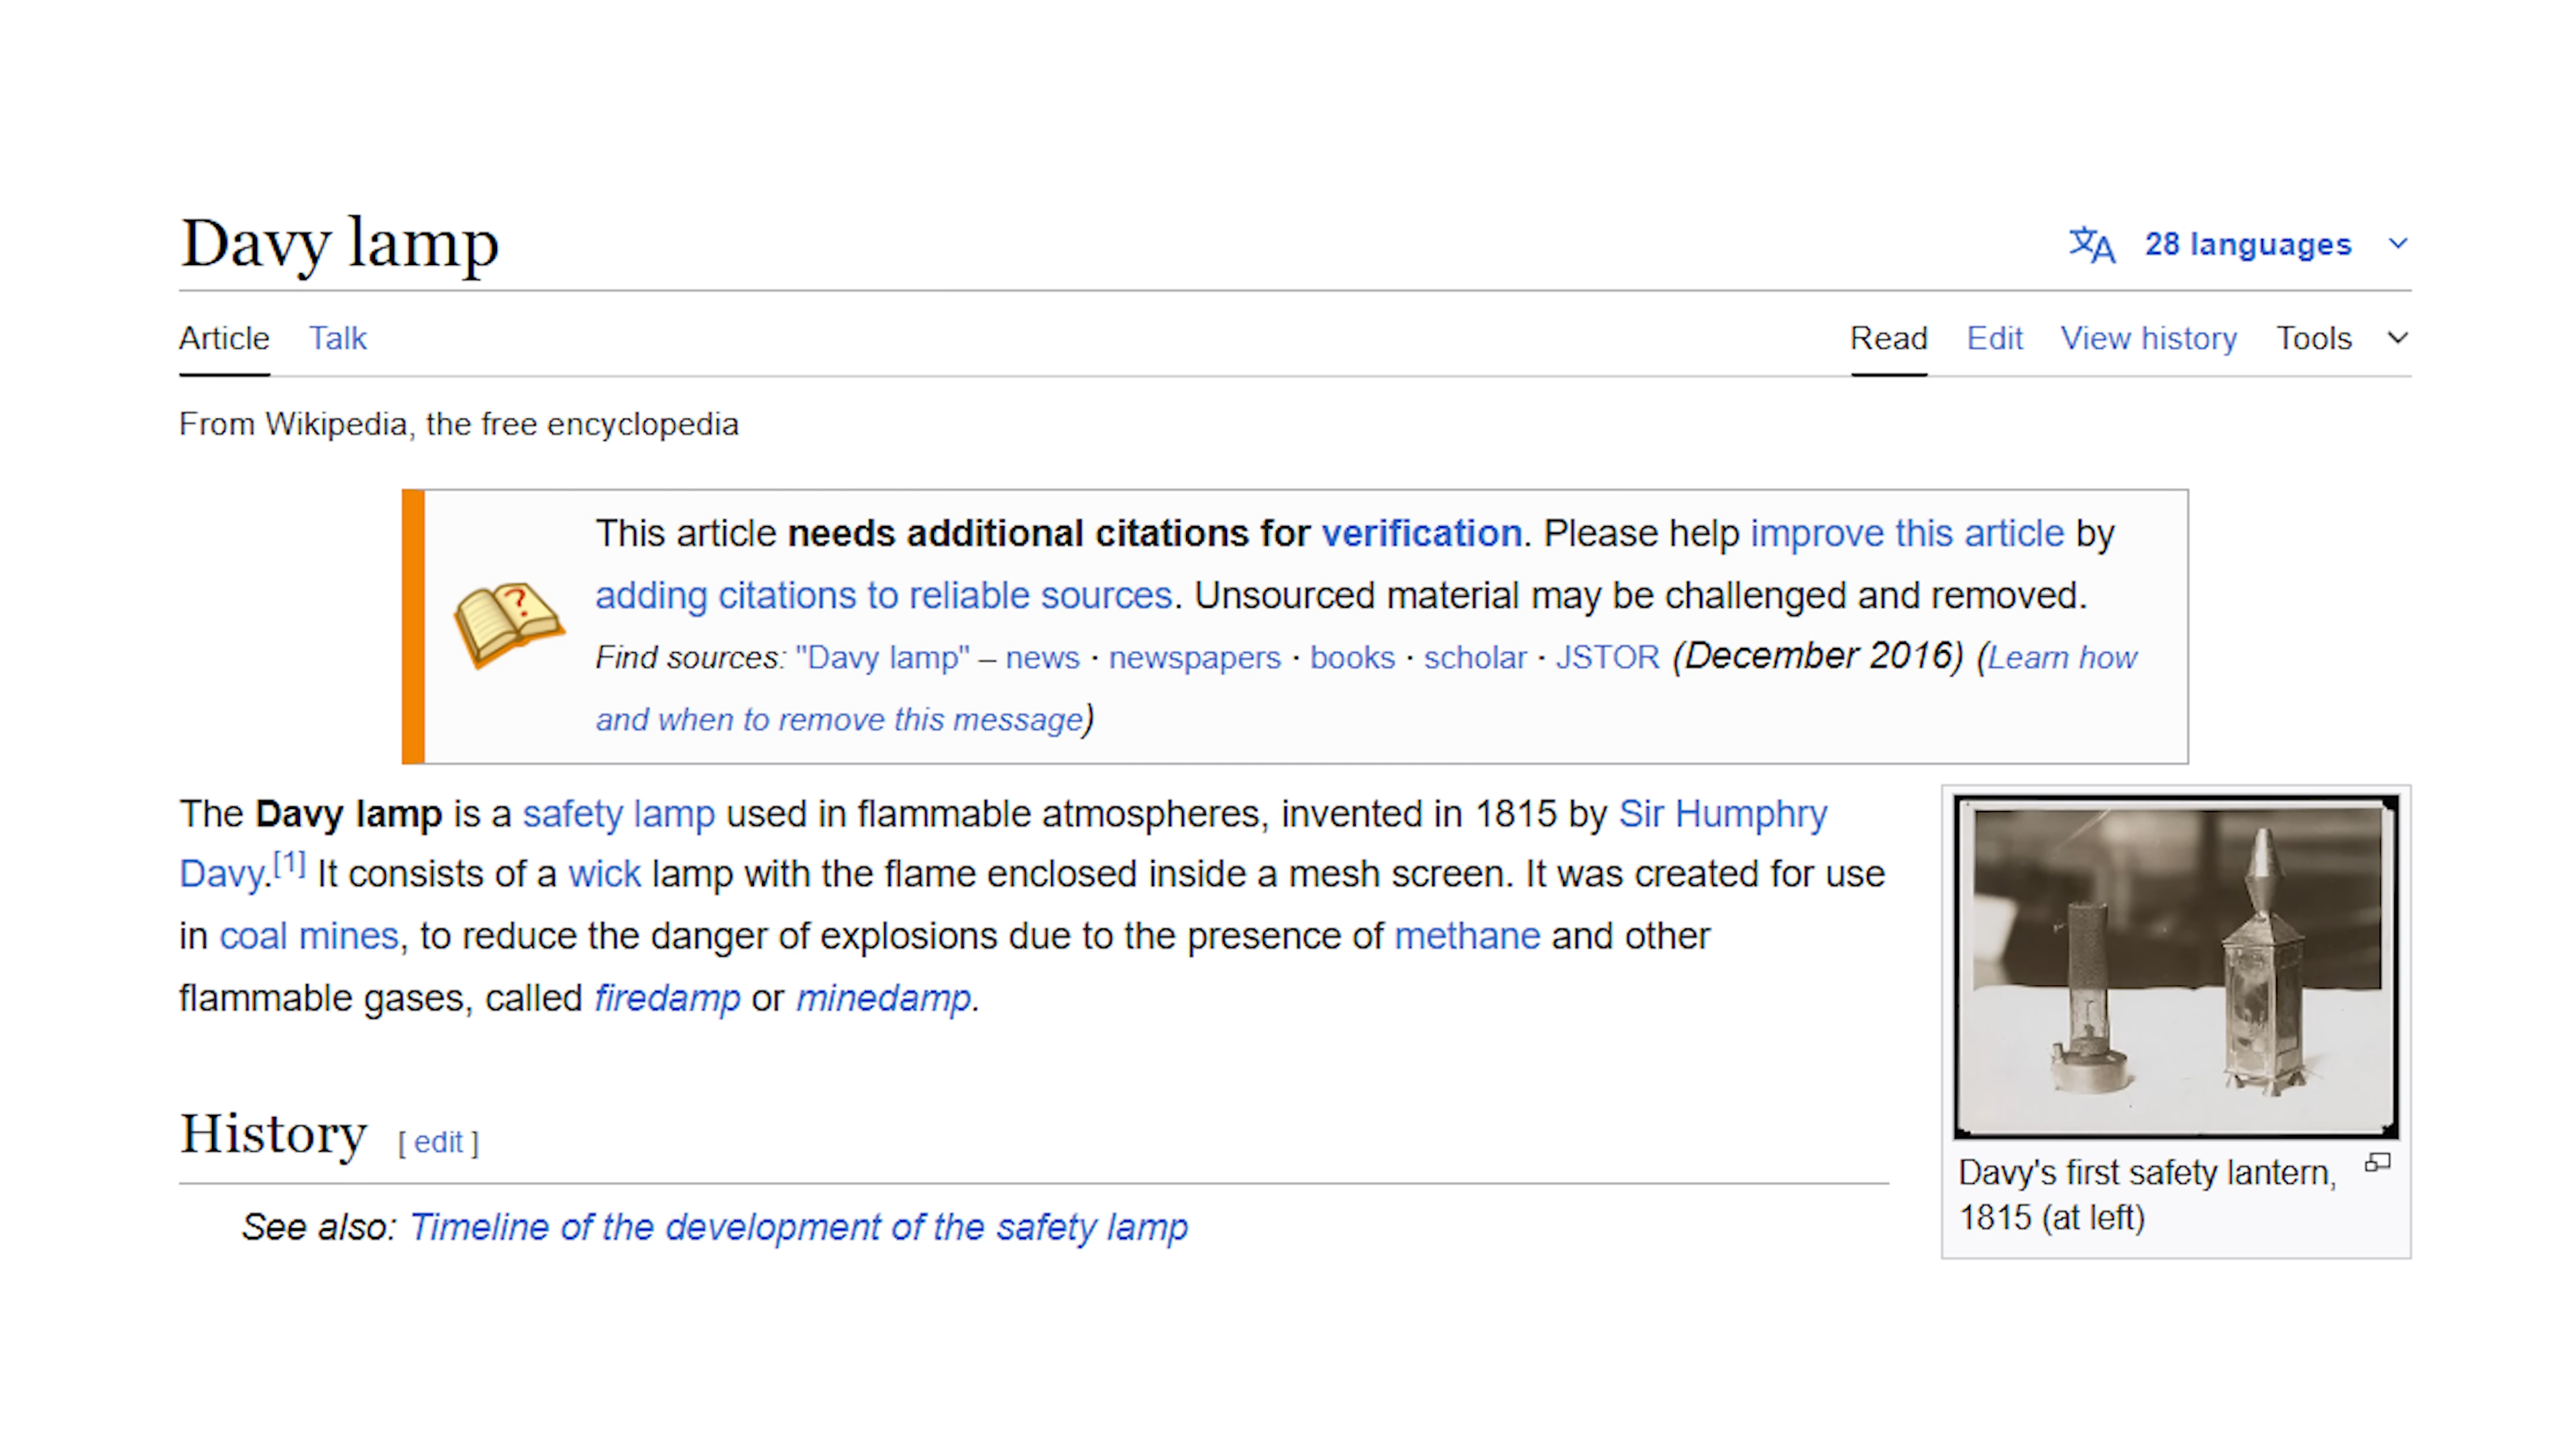 Davy lamp
28 languages
Article Talk
Read Edit View history Tools
From Wikipedia, the free encyclopedia
This article needs additional citations for verification. Please help improve this article by
adding citations to reliable sources. Unsourced material may be challenged and removed.
Find sources: "Davy lamp" – news · newspapers · books · scholar · JSTOR (December 2016) (Learn how
and when to remove this message)
The Davy lamp is a safety lamp used in flammable atmospheres, invented in 1815 by Sir Humphry
Davy.[1] It consists of a wick lamp with the flame enclosed inside a mesh screen. It was created for use
in coal mines, to reduce the danger of explosions due to the presence of methane and other
flammable gases, called firedamp or minedamp.
History [ edit ]
See also: Timeline of the development of the safety lamp
Davy's first safety lantern,
1815 (at left)